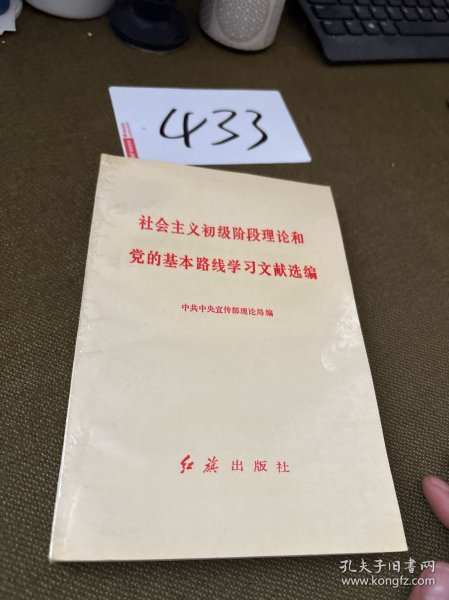 433
社会主义初级阶段理论和
党的基本路线学习文献选编
中共中央宣传部理论局编
红旗出版社
孔夫子旧书网
www.kongfz.com